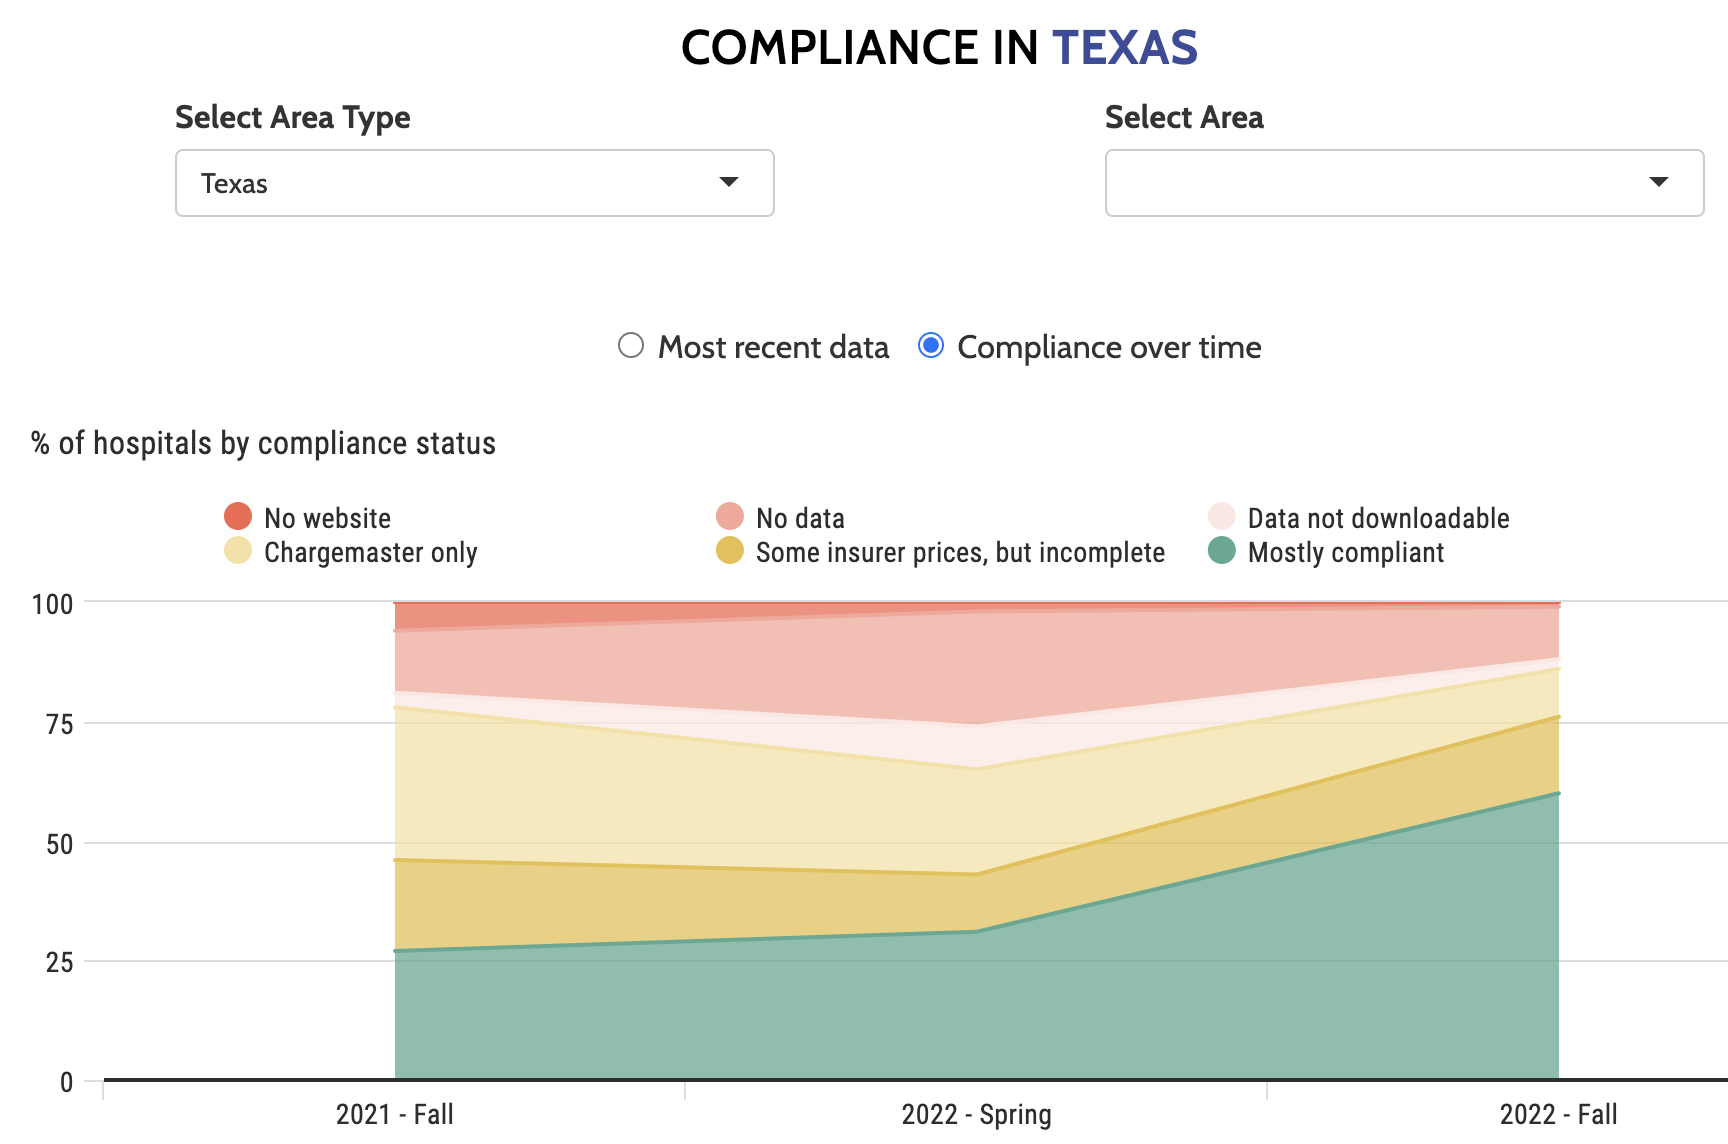 COMPLIANCE IN TEXAS
Select Area Type
Select Area
Texas
Most recent data
Compliance over time
% of hospitals by compliance status
No website
No data
Data not downloadable
Chargemaster only
Some insurer prices, but incomplete
Mostly compliant
100
75
50
25
0
2021 - Fall
2022 - Spring
2022 - Fall